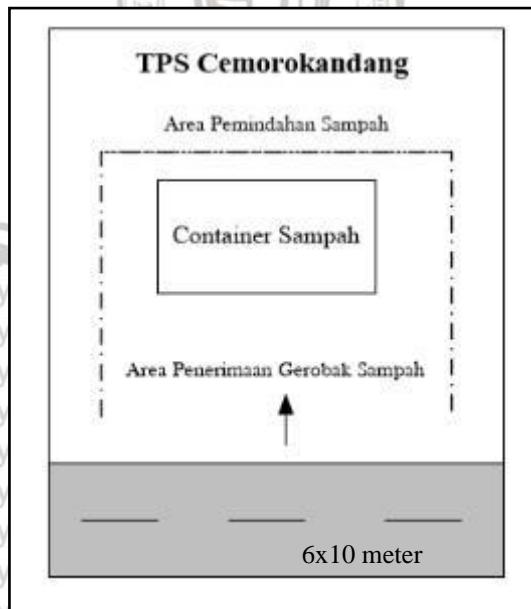 TPS Cemorokandang
Area Pemindahan Sampah
Container Sampah
Area Penerimaan Gerobak Sampah
6x10 meter